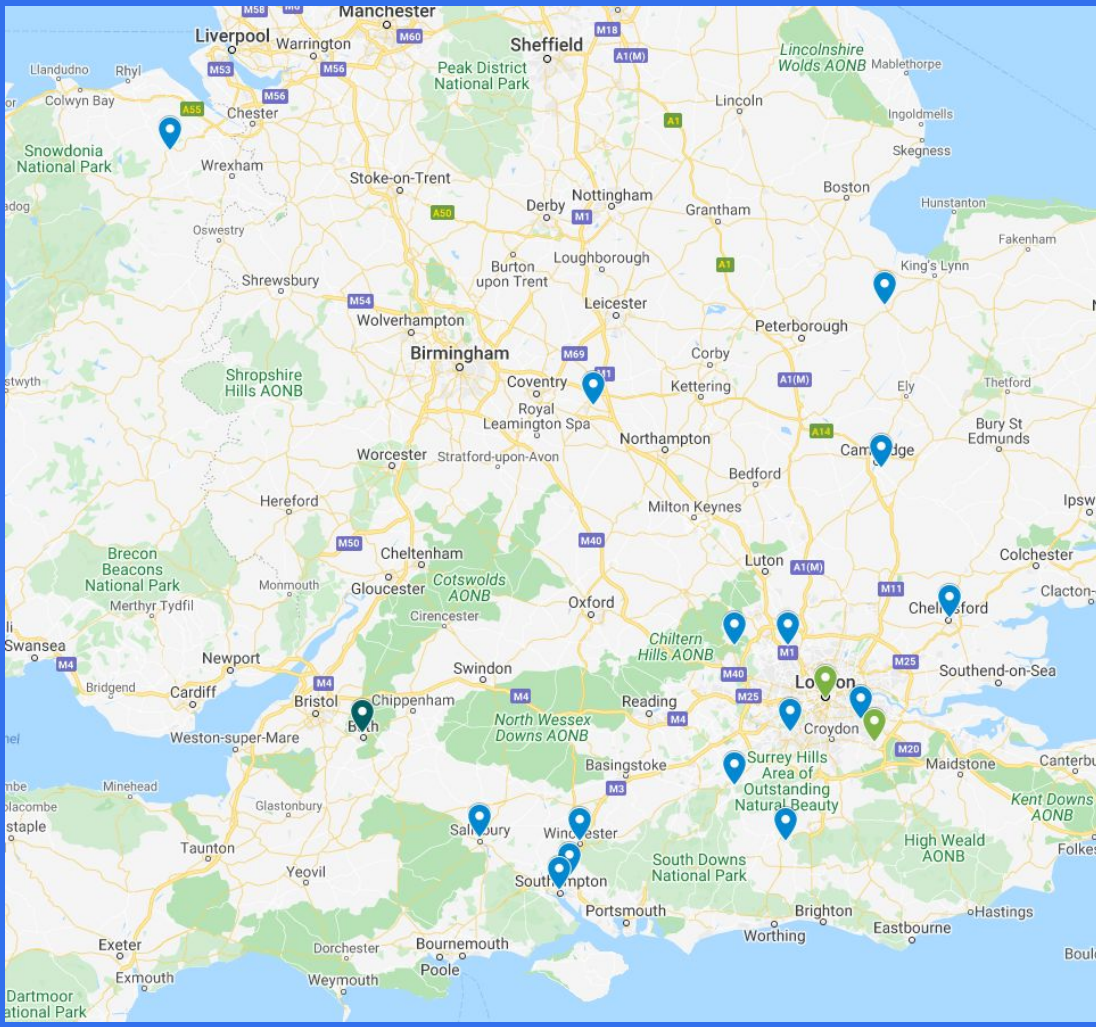 M58
Manchester
Liverpool
M60
M18
Warrington
Sheffield
A1(M)
Lincolnshire
Wolds AONB
Mablethorpe
Llandudno
Rhyl
M53
M56
Peak District
National Park
Colwyn Bay
A55
M56
Chester
Lincoln
Ingoldmells
A1
Snowdonia
National Park
Wrexham
Skegness
Stoke-on-Trent
Nottingham
Boston
Derby
Hunstanton
A50
M1
Grantham
Oswestry
Fakenham
Loughborough
A1
King's Lynn
Burton
upon Trent
Shrewsbury
M54
Leicester
Wolverhampton
Peterborough
Birmingham
M69
Corby
M1
Shropshire
Hills AONB
Coventry
Kettering
A1(M)
Ely
Thetford
Royal
Leamington Spa
A14
Bury St
Edmunds
Northampton
Worcester
Stratford-upon-Avon
Bedford
Hereford
Milton Keynes
M50
M40
Brecon
Beacons
National Park
Cheltenham
Luton
A1(M)
Colchester
Monmouth
Gloucester
Cotswolds
AONB
M11
Merthyr Tydfil
Oxford
Cirencester
Chiltern
Hills AONB
Swansea
M4
Newport
Swindon
M1
M25
M40
Southend-on-Sea
Bridgend
Cardiff
M4
Bristol
Chippenham
M4
Reading
M25
North Wessex
Downs AONB
M4
Croydon
Weston-super-Mare
Bath
M20
Basingstoke
Surrey Hills
Area of
Outstanding
Natural Beauty
Maidstone
Minehead
M3
Kent Downs
AONB
Glastonbury
Salisbury
Winchester
High Weald
AONB
Taunton
South Downs
National Park
Yeovil
Southampton
Portsmouth
Brighton
Hastings
Eastbourne
Worthing
Exeter
Dorchester
Bournemouth
Poole
Exmouth
Weymouth
Dartmoor